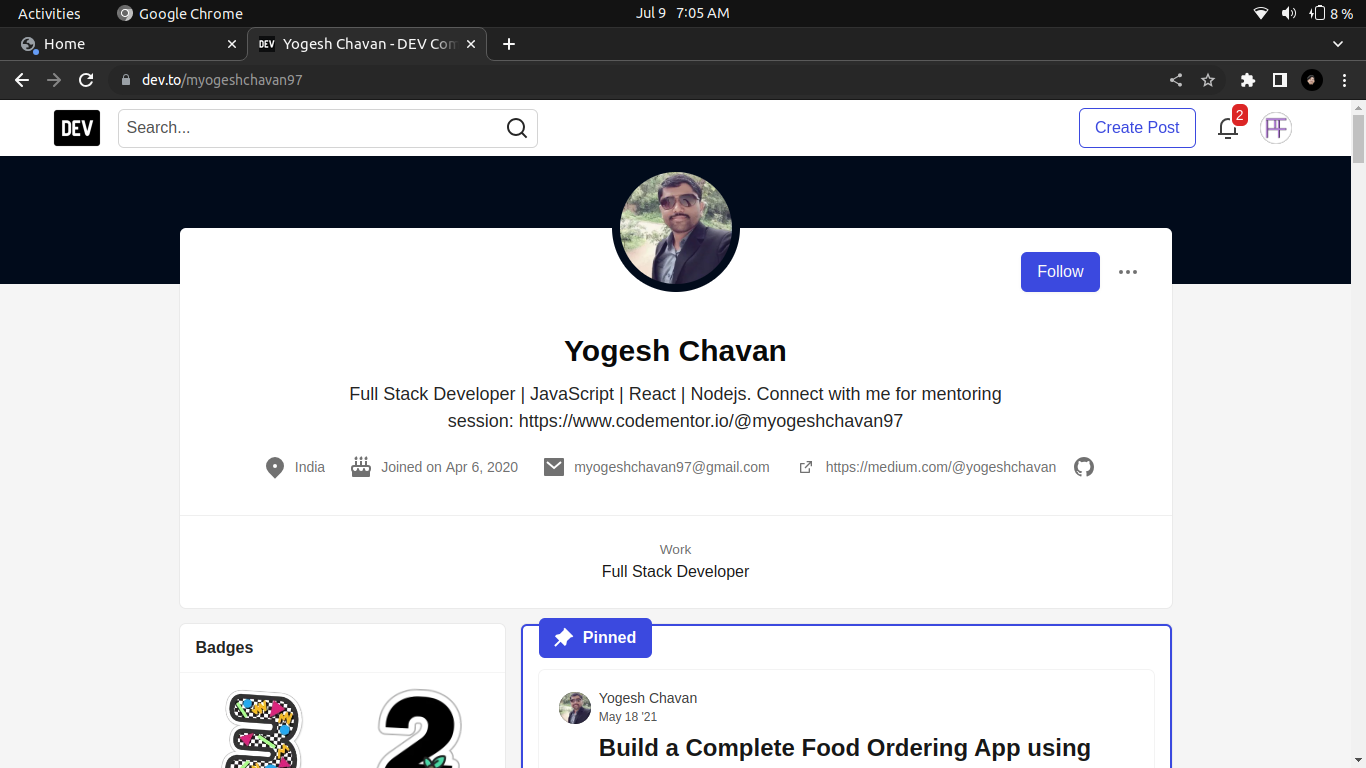 Activities
Google Chrome
Jul 9 7:05 AM
8 %
Home
DEV
Yogesh Chavan - DEV Com
dev.to/myogeshchavan97
DEV
Search...
Create Post
2
Follow
Yogesh Chavan
Full Stack Developer | JavaScript | React | Nodejs. Connect with me for mentoring
session: https://www.codementor.io/@myogeshchavan97
India
Joined on Apr 6, 2020
myogeshchavan97@gmail.com
https://medium.com/@yogeshchavan
Work
Full Stack Developer
Badges
Pinned
2
Yogesh Chavan
May 18 '21
Build a Complete Food Ordering App using